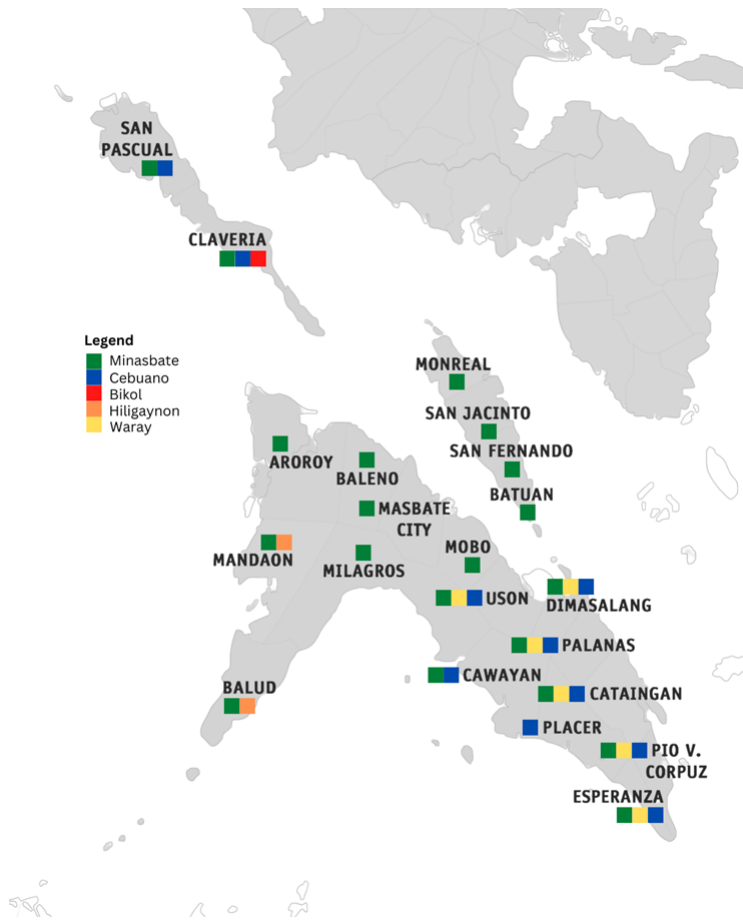 SAN
PASCUAL
CLAVERIA
Legend
Minasbate
Cebuano
Bikol
Hiligaynon
Waray
MONREAL
SAN JACINTO
SAN FERNANDO
BATUAN
AROROY
BALENO
MASBATE
CITY
MOBO
MANDAON
MILAGROS
USON
DIMASALANG
PALANAS
CAWAYAN
BALUD
CATAINGAN
PLACER
PIO V.
CORPUZ
ESPERANZA